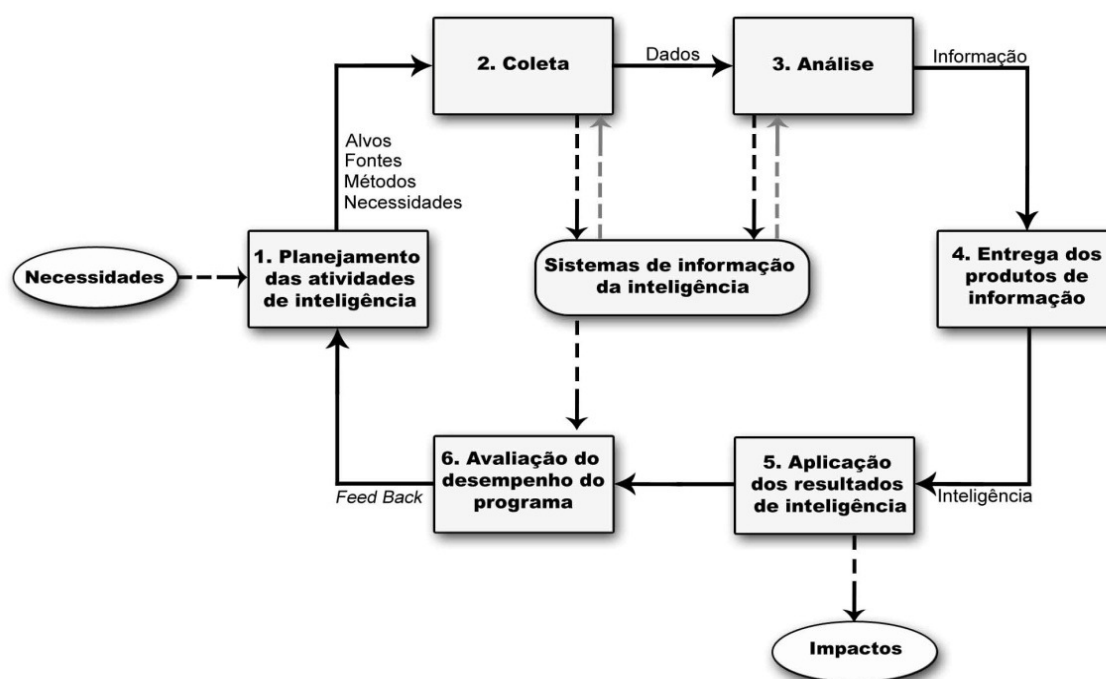 2. Coleta
Dados
3. Análise
Informação
Alvos
Fontes
Métodos
Necessidades
Necessidades
1. Planejamento
das atividades
de inteligência
Sistemas de informação
da inteligência
4. Entrega dos
produtos de
informação
6. Avaliação do
desempenho do
programa
Feed Back
5. Aplicação
dos resultados
de inteligência
Inteligência
Impactos